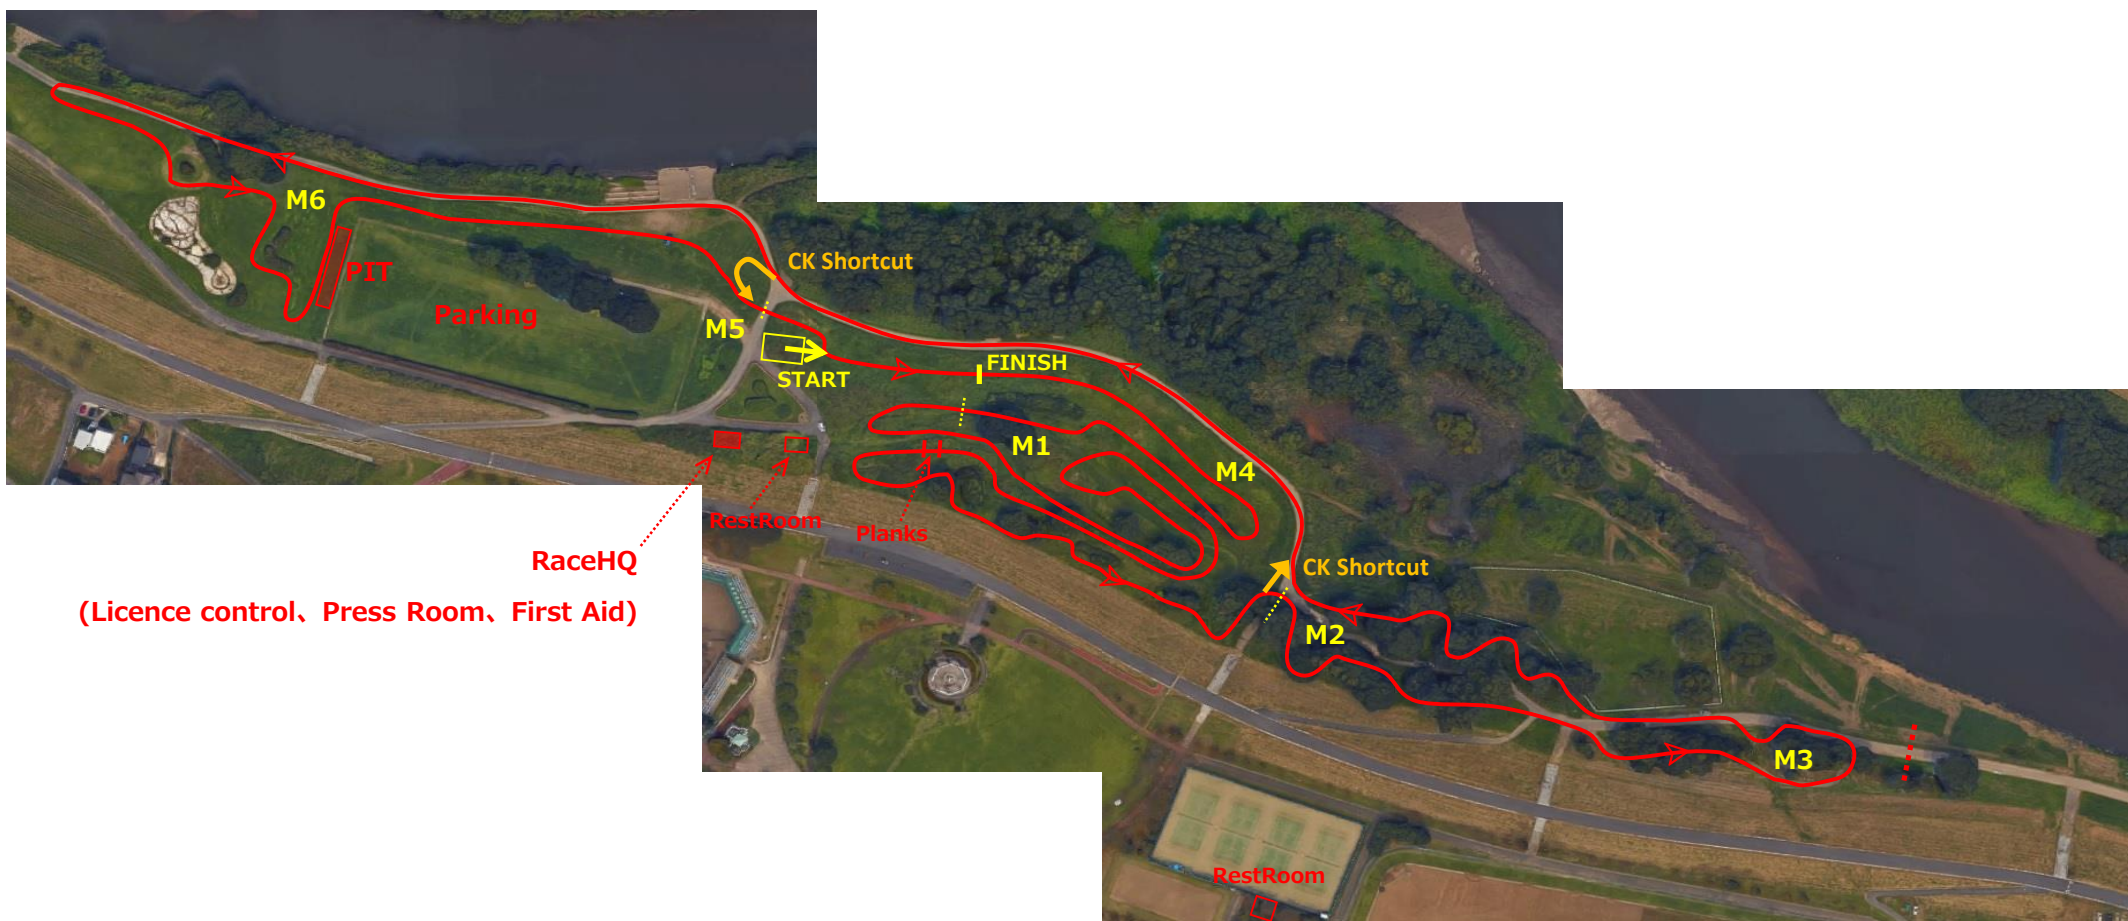 M6
PIT
CK Shortcut
Parking
M5
START
FINISH
M1
M4
RestRoom
Planks
RaceHQ
(Licence control、Press Room、First Aid)
CK Shortcut
M2
M3
RestRoom